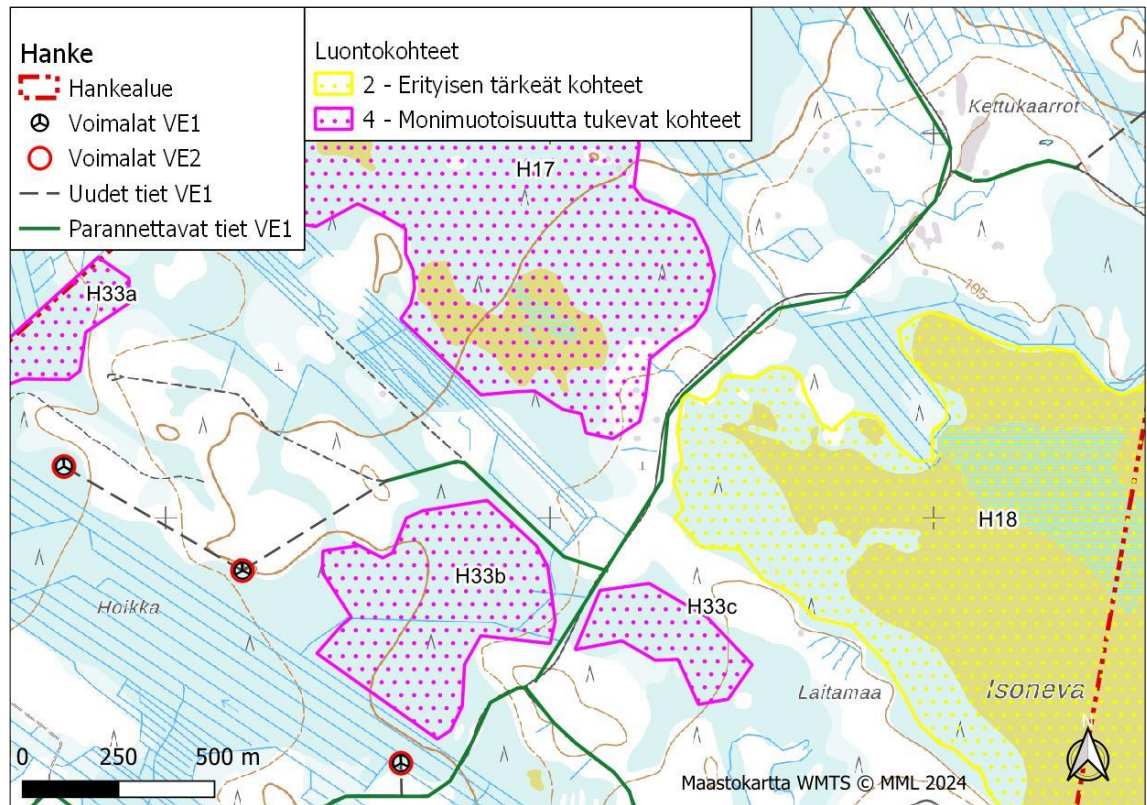 Hanke
Hankealue
Voimalat VE1
Voimalat VE2
Uudet tiet VE1
Parannettavat tiet VE1
Luontokohteet
2 - Erityisen tärkeät kohteet
4 - Monimuotoisuutta tukevat kohteet
Kettukaarrot
H17
H33a
105
H18
H33b
H33c
Hoikka
Laitamaa
Isoneva
N
0 250 500 m
Maastokartta WMTS © MML 2024